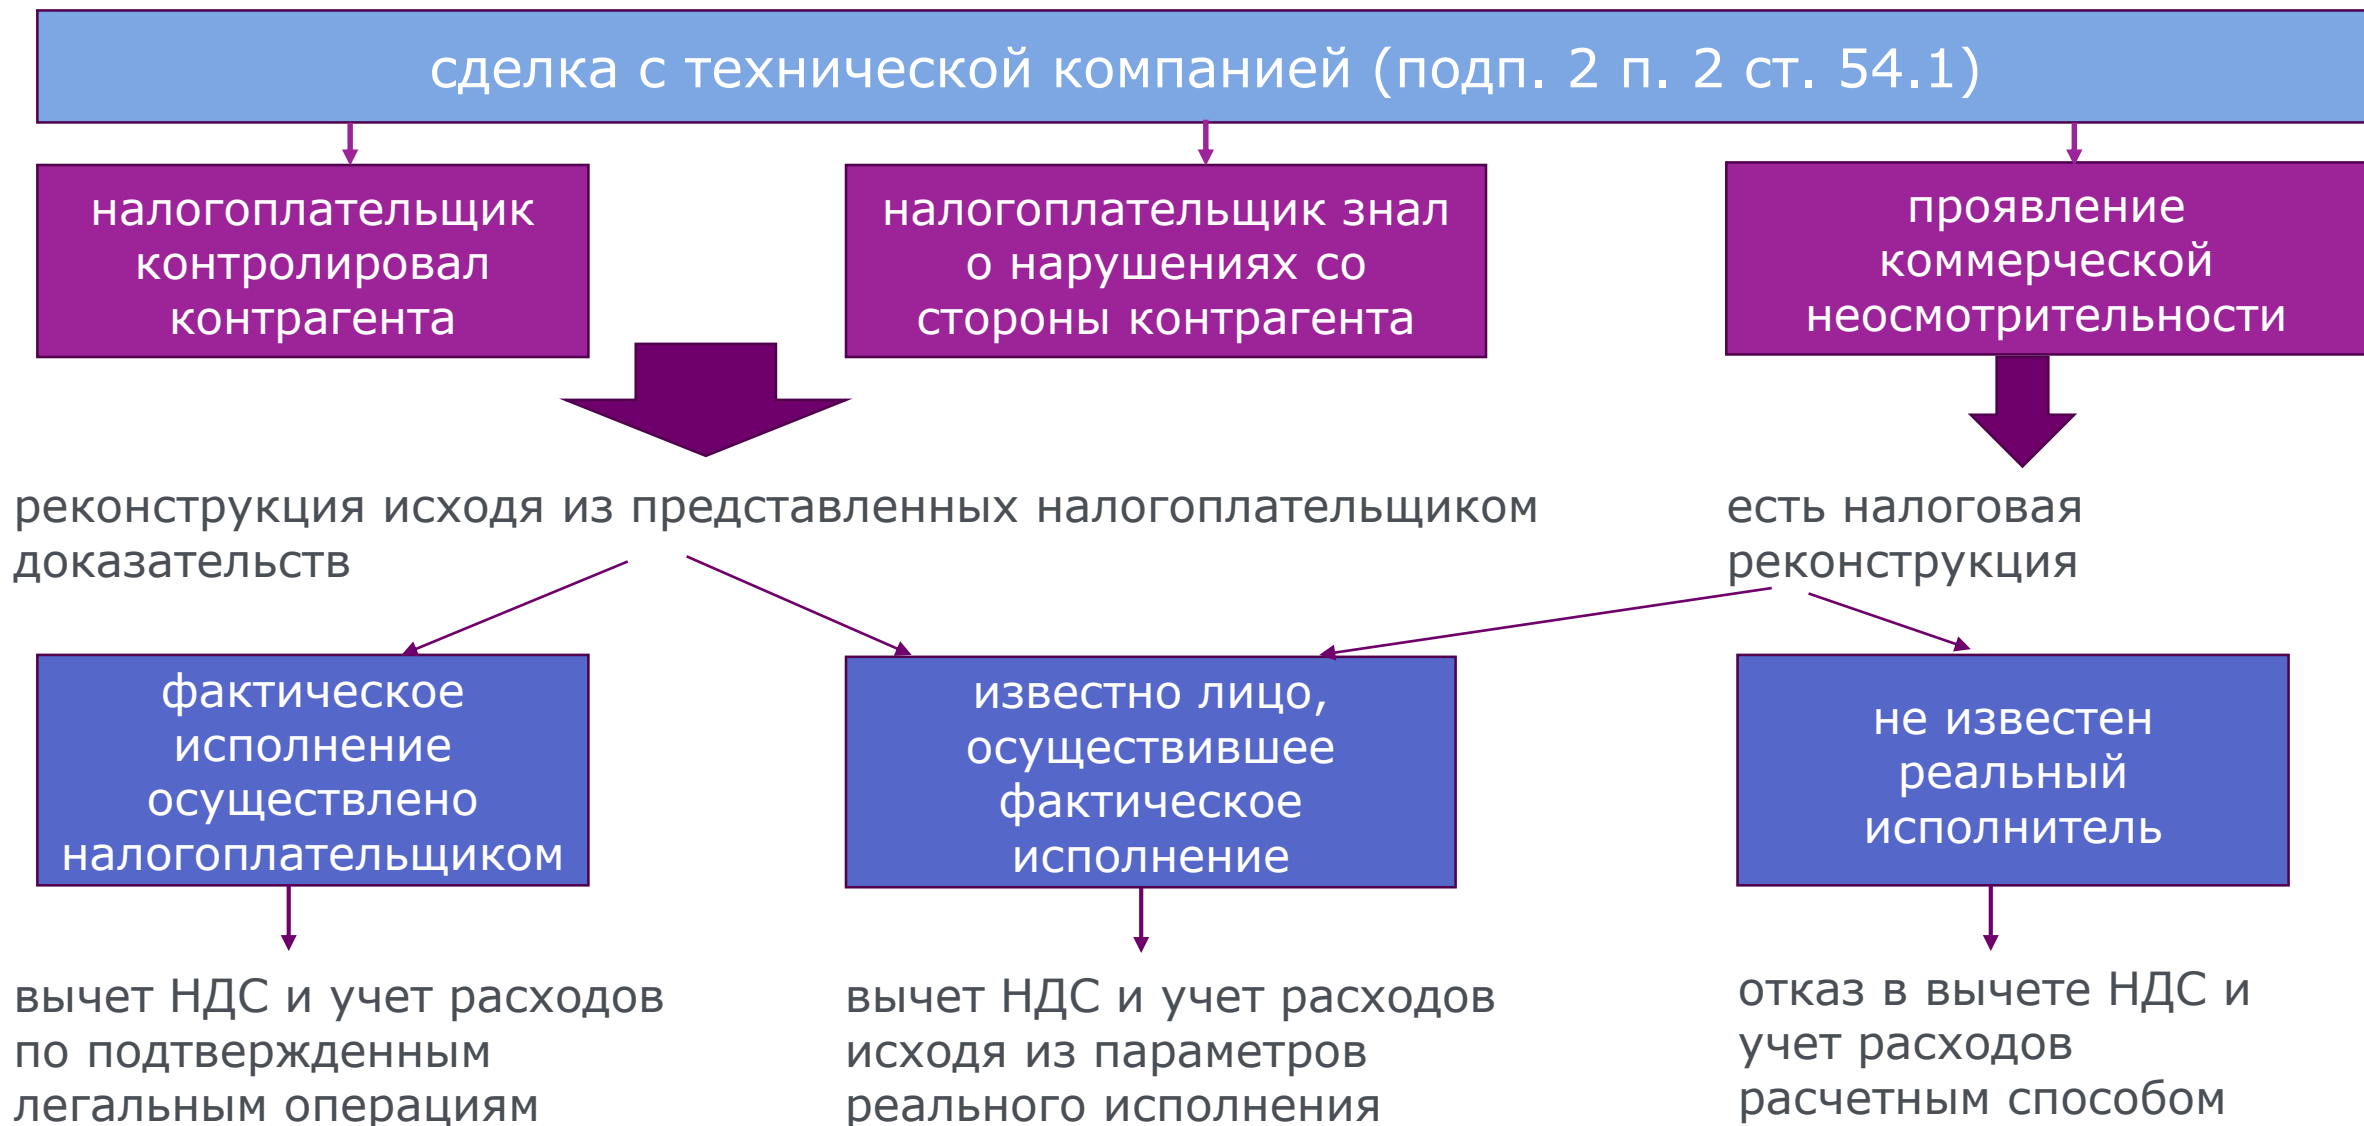 сделка с технической компанией (подп. 2 п. 2 ст. 54.1)
налогоплательщик
контролировал
контрагента
налогоплательщик знал
о нарушениях со
стороны контрагента
проявление
коммерческой
неосмотрительности
реконструкция исходя из представленных налогоплательщиком
доказательств
есть налоговая
реконструкция
фактическое
исполнение
осуществлено
налогоплательщиком
известно лицо,
осуществившее
фактическое
исполнение
не известен
реальный
исполнитель
вычет НДС и учет расходов
по подтвержденным
легальным операциям
вычет НДС и учет расходов
исходя из параметров
реального исполнения
отказ в вычете НДС и
учет расходов
расчетным способом